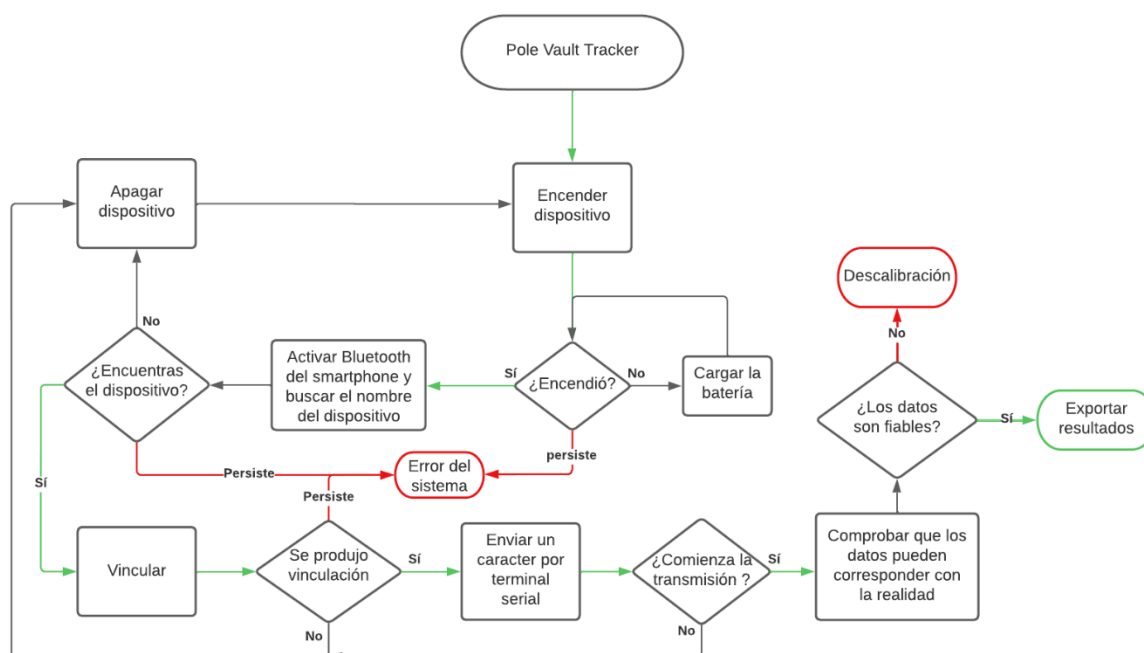 Pole Vault Tracker
Apagar
dispositivo
Encender
dispositivo
Descalibración
No
No
¿Encuentras
el dispositivo?
Activar Bluetooth
del smartphone y
buscar el nombre
del dispositivo
Sí
¿Encendió?
No
Cargar la
batería
¿Los datos
son fiables?
Sí
Exportar
resultados
persiste
Persiste
Error del
sistema
Sí
Persiste
Vincular
Se produjo
vinculación
Sí
Enviar un
caracter por
terminal
serial
¿Comienza la
transmisión ?
Sí
Comprobar que los
datos pueden
corresponder con
la realidad
No
No